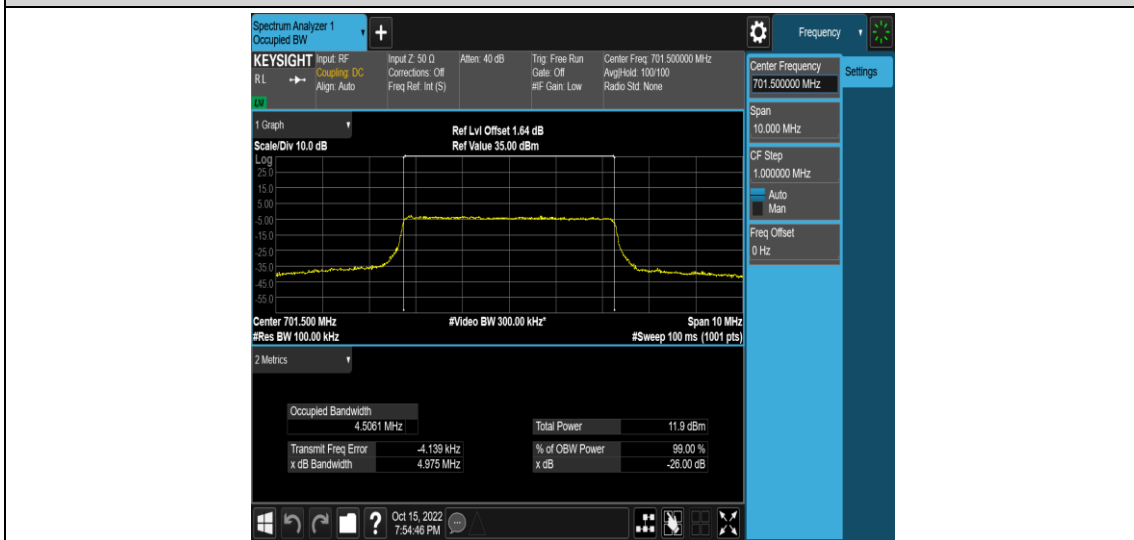 Spectrum Analyzer 1
Occupied BW
+
Frequency
KEYSIGHT
RL
Input: RF
Coupling: DC
Align: Auto
Input Z: 50 Ω
Corrections: Off
Freq Ref: Int (S)
Atten: 40 dB
Trig: Free Run
Gate: Off
#IF Gain: Low
Center Freq: 701.500000 MHz
Avg|Hold: 100/100
Radio Std: None
Center Frequency
701.500000 MHz
Settings
Span
10.000 MHz
CF Step
1.000000 MHz
Auto
Man
Freq Offset
0 Hz
1 Graph
Ref Lvl Offset 1.64 dB
Scale/Div 10.0 dB
Ref Value 35.00 dBm
Log
25.0
15.0
5.00
-5.00
-15.0
-25.0
-35.0
-45.0
-55.0
Center 701.500 MHz
#Video BW 300.00 kHz*
Span 10 MHz
#Res BW 100.00 kHz
#Sweep 100 ms (1001 pts)
2 Metrics
Occupied Bandwidth
4.5061 MHz
Total Power 11.9 dBm
Transmit Freq Error -4.139 kHz
% of OBW Power 99.00 %
x dB Bandwidth 4.975 MHz
x dB -26.00 dB
?
Oct 15, 2022
7:54:46 PM